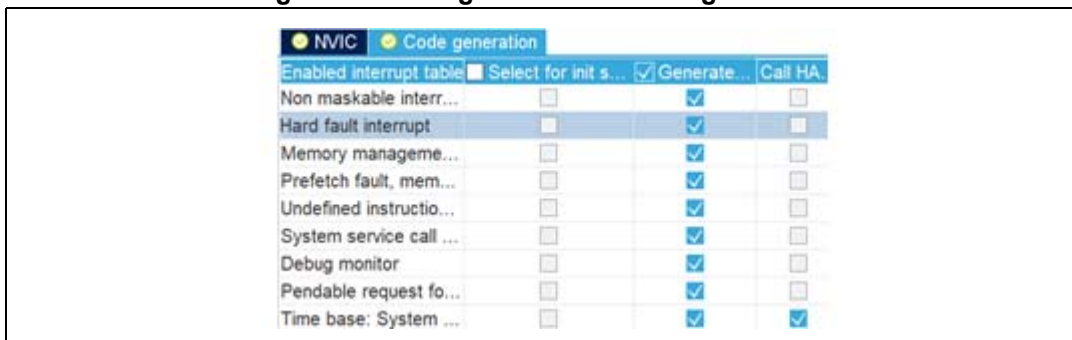 NVIC Code generation
Enabled interrupt table Select for init s... Generate... Call HA.
Non maskable interr...
Hard fault interrupt
Memory manageme...
Prefetch fault, mem...
Undefined instructio...
System service call ...
Debug monitor
Pendable request fo...
Time base: System ...